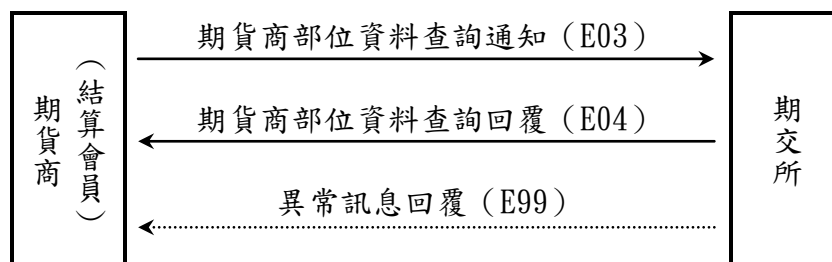 期貨商
（結算會員）
期貨商部位資料查詢通知（E03）
期貨商部位資料查詢回覆（E04）
異常訊息回覆（E99）
期交所